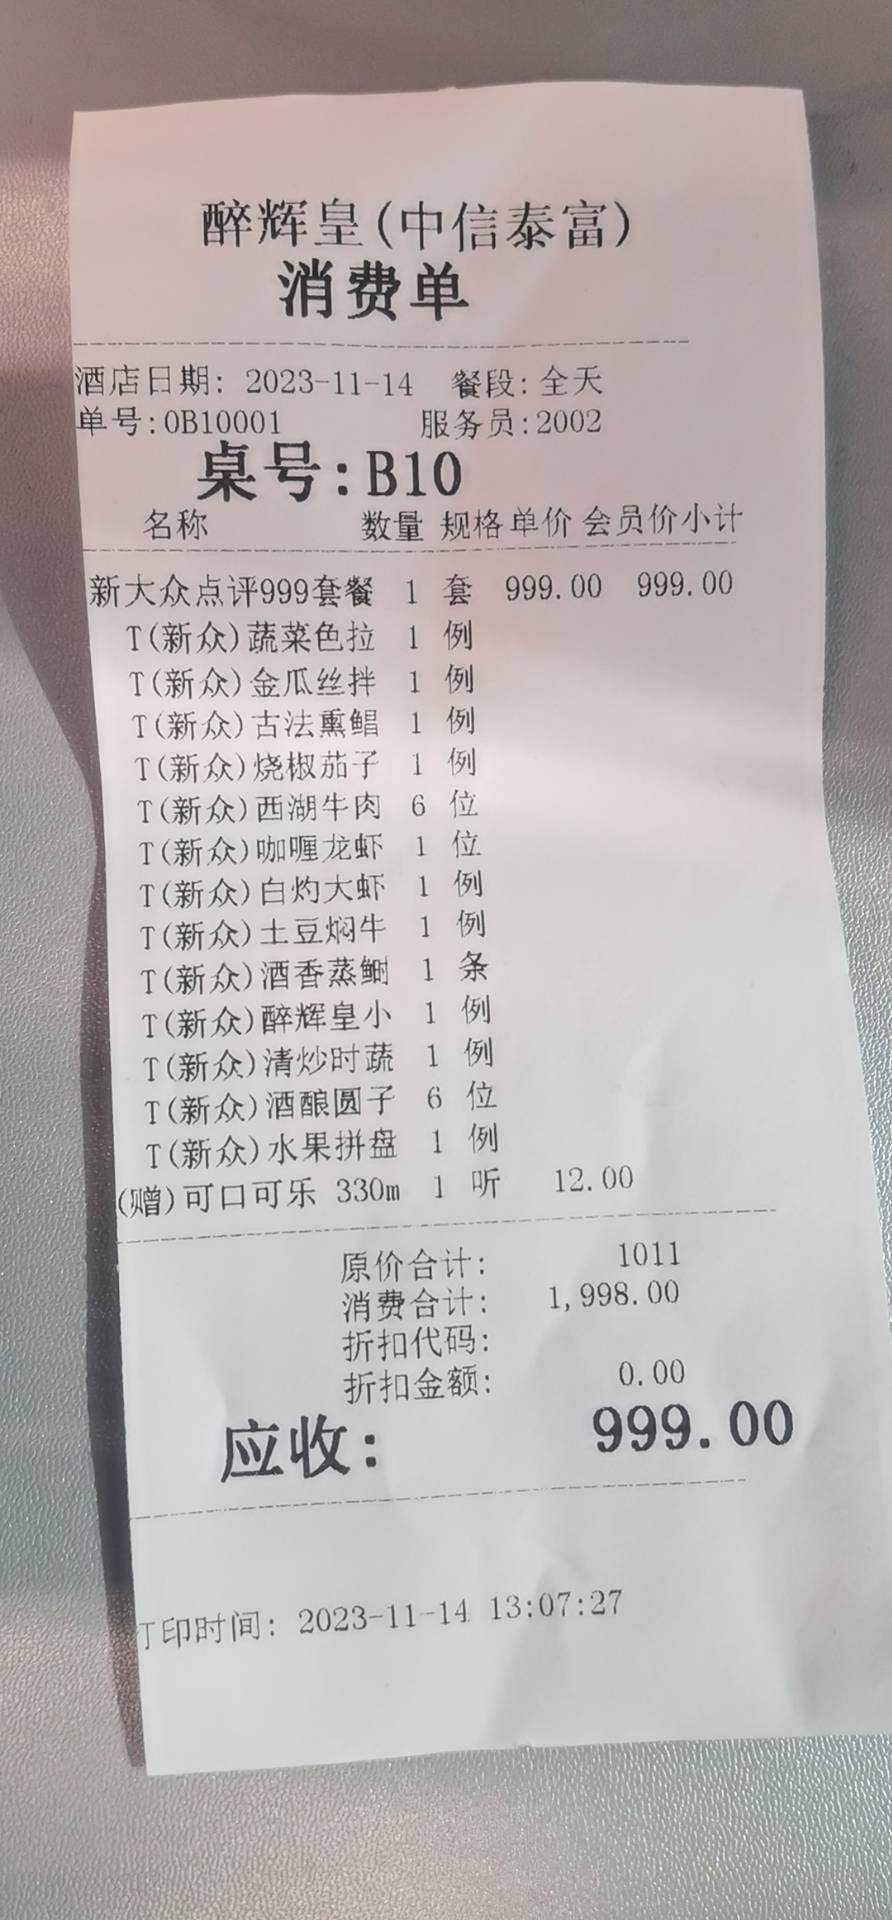 醉辉皇(中信泰富)
消费单
酒店日期: 2023-11-14 餐段:全天
单号:0B10001 服务员:2002
桌号:B10
名称 数量 规格 单价 会员价小计
新大众点评999套餐 1 套 999.00 999.00
T(新众)蔬菜色拉 1 例
T(新众)金瓜丝拌 1 例
T(新众)古法熏鲳 1 例
T(新众)烧椒茄子 1 例
T(新众)西湖牛肉 6 位
T(新众)咖喱龙虾 1 位
T(新众)白灼大虾 1 例
T(新众)土豆焖牛 1 例
T(新众)酒香蒸鲥 1 条
T(新众)醉辉皇小 1 例
T(新众)清炒时蔬 1 例
T(新众)酒酿圆子 6 位
T(新众)水果拼盘 1 例
(赠)可口可乐 330m 1 听 12.00
原价合计: 1011
消费合计: 1,998.00
折扣代码:
折扣金额: 0.00
应收: 999.00
打印时间: 2023-11-14 13:07:27